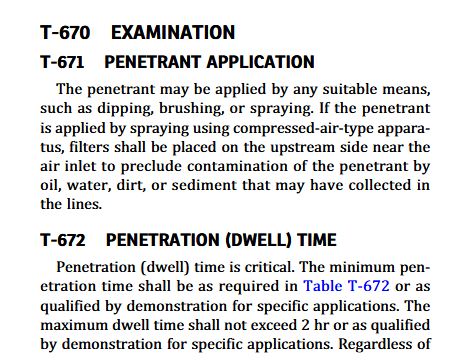 T-670 EXAMINATION
T-671 PENETRANT APPLICATION
The penetrant may be applied by any suitable means,
such as dipping, brushing, or spraying. If the penetrant
is applied by spraying using compressed-air-type appara-
tus, filters shall be placed on the upstream side near the
air inlet to preclude contamination of the penetrant by
oil, water, dirt, or sediment that may have collected in
the lines.
T-672 PENETRATION (DWELL) TIME
Penetration (dwell) time is critical. The minimum pen-
etration time shall be as required in Table T-672 or as
qualified by demonstration for specific applications. The
maximum dwell time shall not exceed 2 hr or as qualified
by demonstration for specific applications. Regardless of